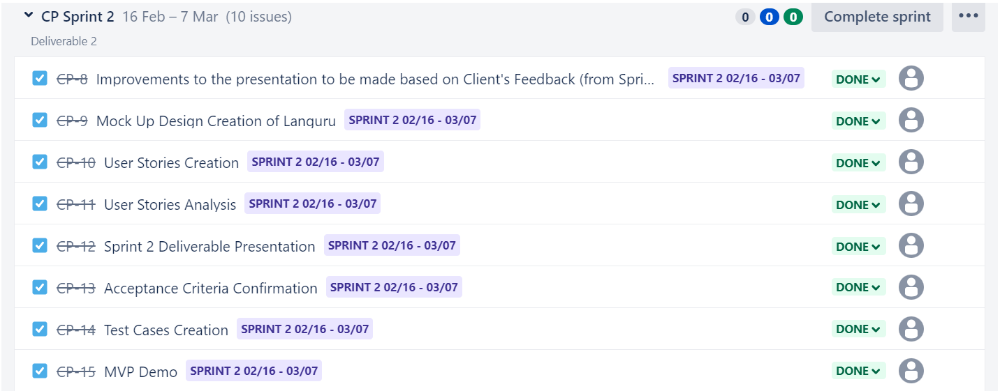 CP Sprint 2 16 Feb – 7 Mar (10 issues) 0 0 0 Complete sprint
Deliverable 2
CP-8 Improvements to the presentation to be made based on Client's Feedback (from Spri... SPRINT 2 02/16 - 03/07 DONE
CP-9 Mock Up Design Creation of Languru SPRINT 2 02/16 - 03/07 DONE
CP-10 User Stories Creation SPRINT 2 02/16 - 03/07 DONE
CP-11 User Stories Analysis SPRINT 2 02/16 - 03/07 DONE
CP-12 Sprint 2 Deliverable Presentation SPRINT 2 02/16 - 03/07 DONE
CP-13 Acceptance Criteria Confirmation SPRINT 2 02/16 - 03/07 DONE
CP-14 Test Cases Creation SPRINT 2 02/16 - 03/07 DONE
CP-15 MVP Demo SPRINT 2 02/16 - 03/07 DONE